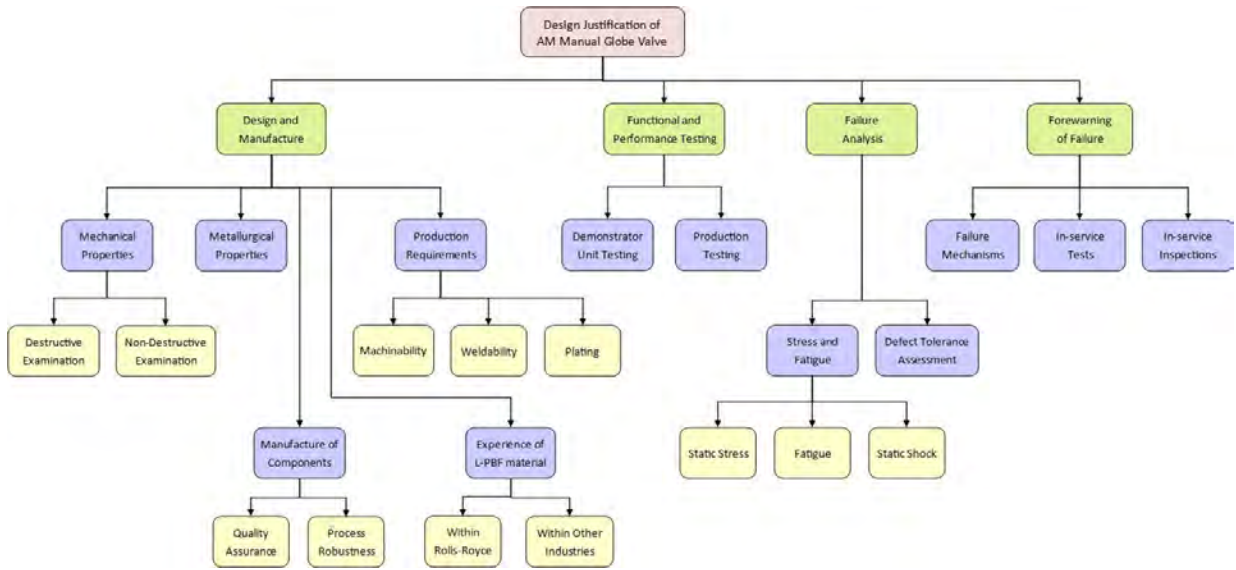 Design Justification of
AM Manual Globe Valve
Design and
Manufacture
Functional and
Performance Testing
Failure
Analysis
Forewarning
of Failure
Mechanical
Properties
Metallurgical
Properties
Production
Requirements
Demonstrator
Unit Testing
Production
Testing
Failure
Mechanisms
In-service
Tests
In-service
Inspections
Destructive
Examination
Non-Destructive
Examination
Machinability
Weldability
Plating
Stress and
Fatigue
Defect Tolerance
Assessment
Manufacture of
Components
Experience of
L-PBF material
Static Stress
Fatigue
Static Shock
Quality
Assurance
Process
Robustness
Within
Rolls-Royce
Within Other
Industries